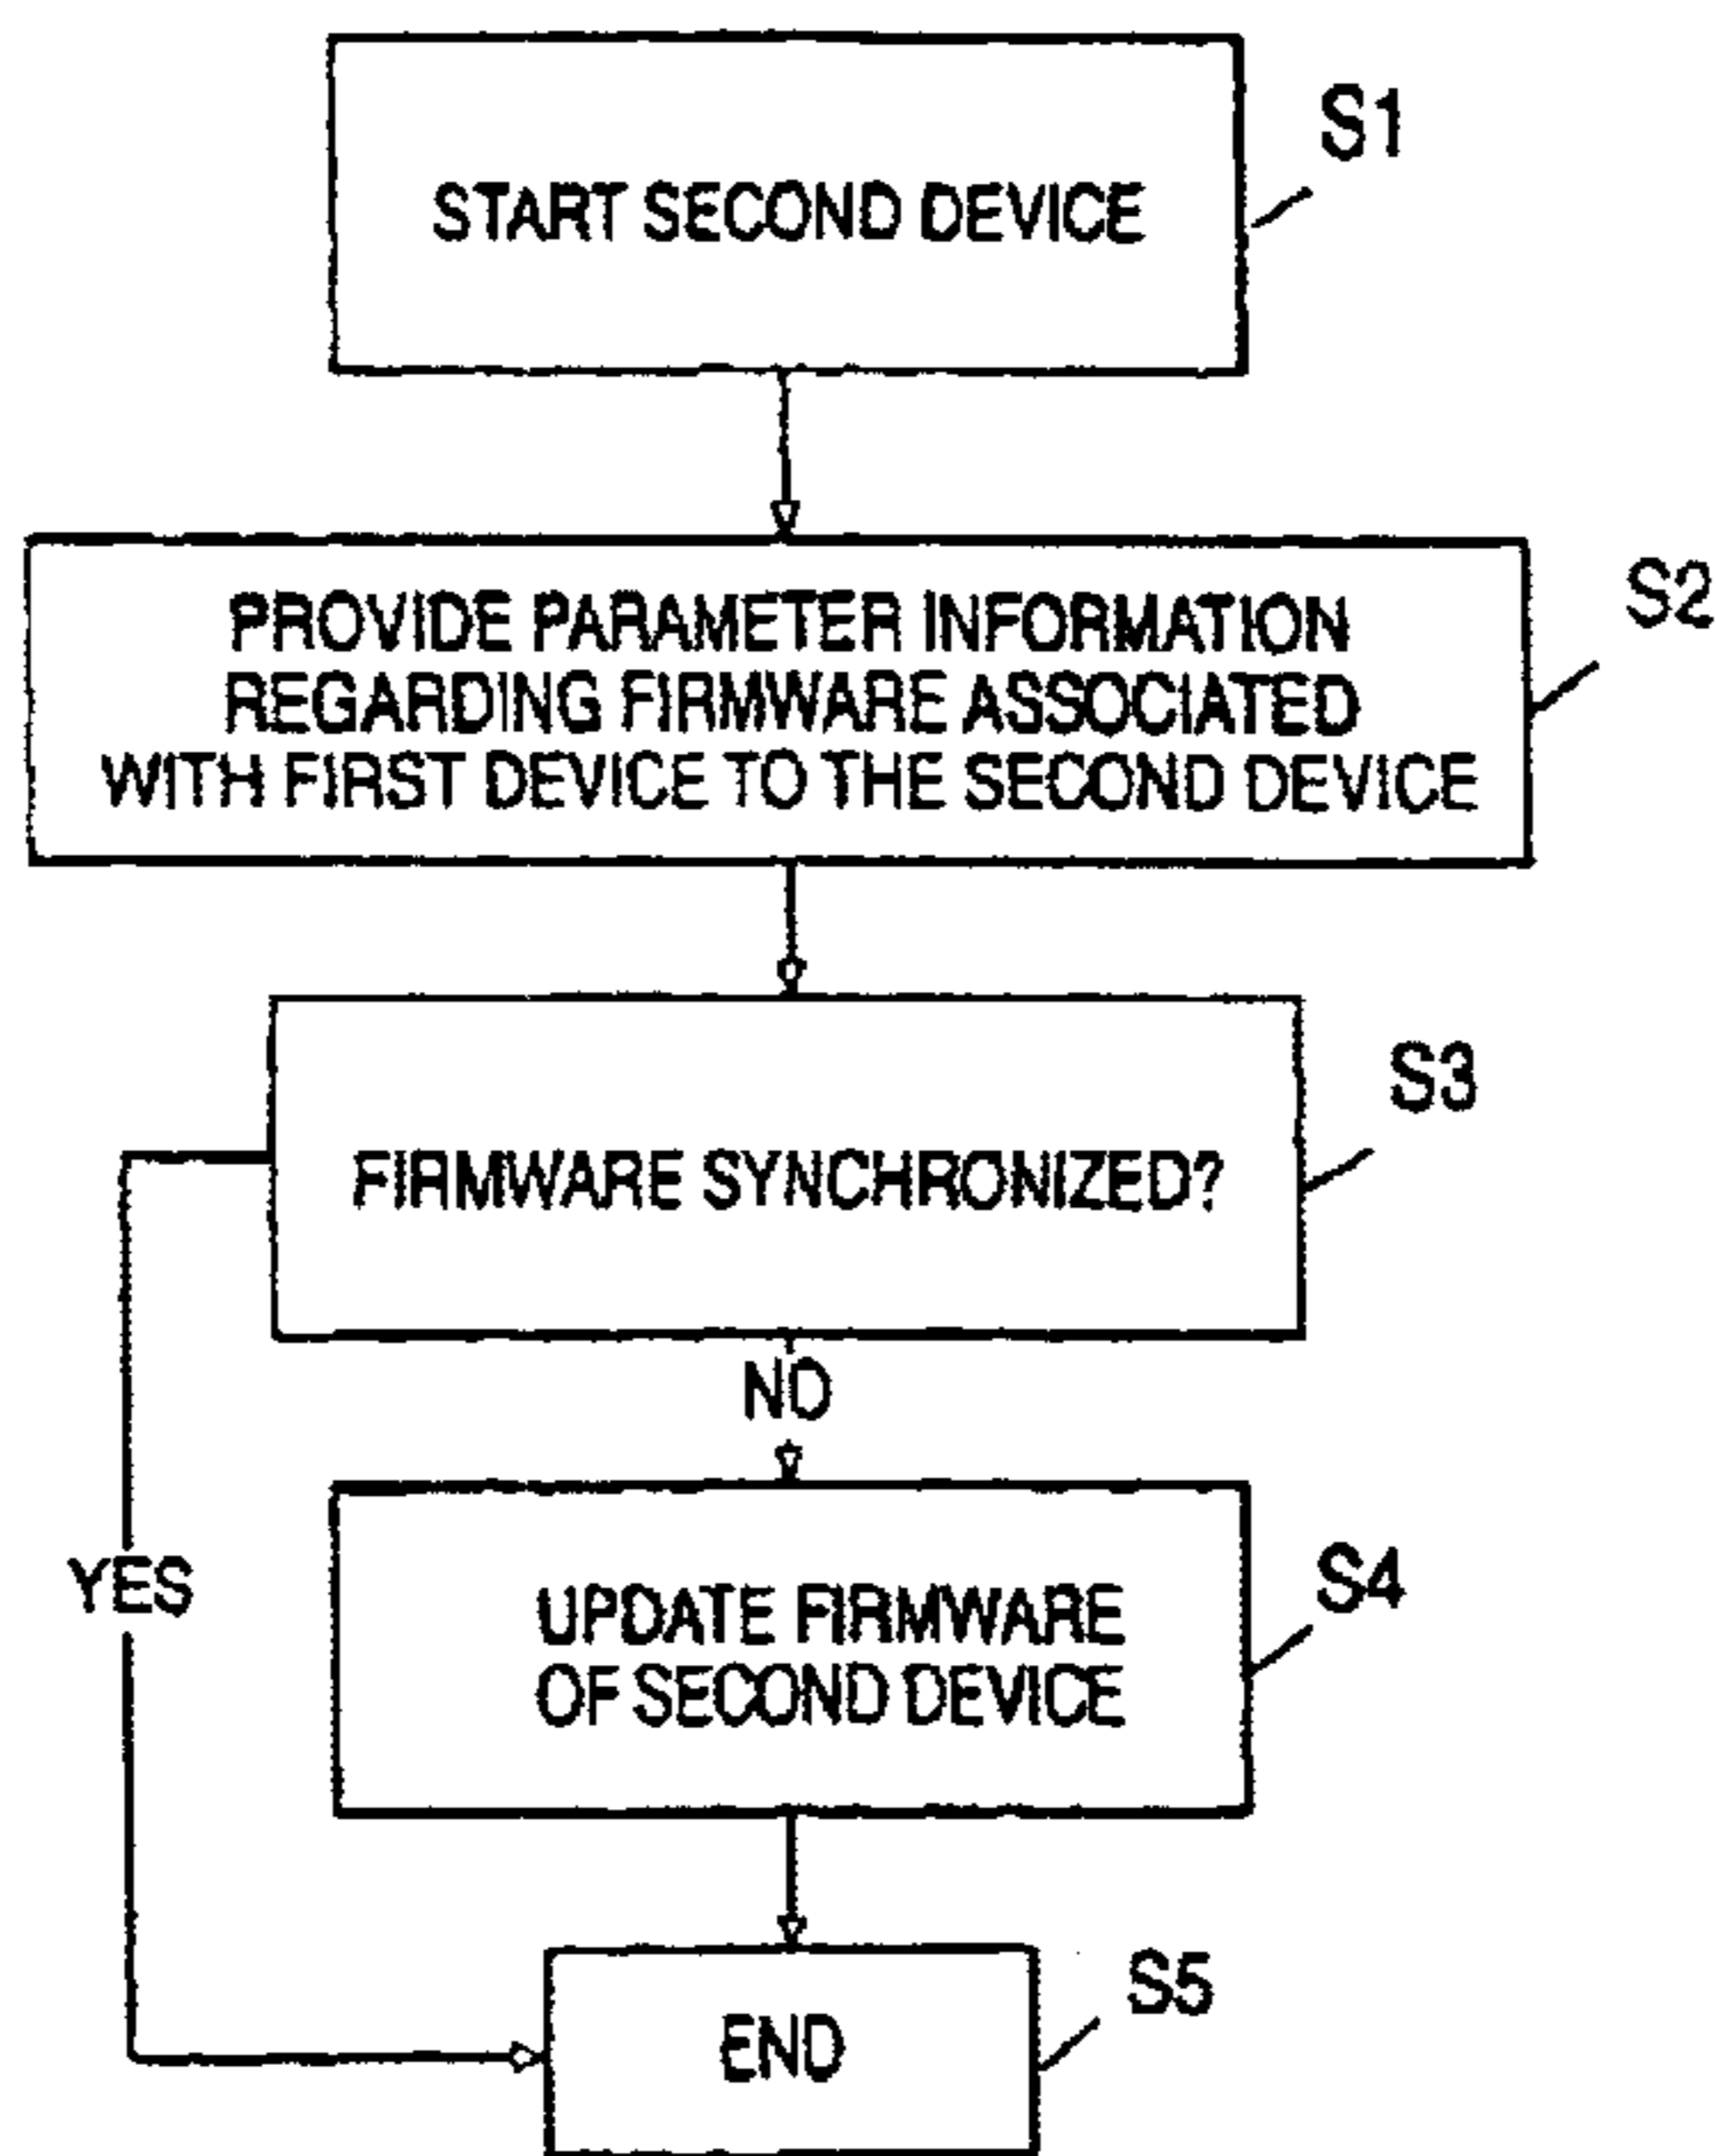 S1
START SECOND DEVICE
S2
PROVIDE PARAMETER INFORMATION
REGARDING FIRMWARE ASSOCIATED
WITH FIRST DEVICE TO THE SECOND DEVICE
S3
FIRMWARE SYNCHRONIZED?
NO
YES
S4
UPDATE FIRMWARE
OF SECOND DEVICE
S5
END